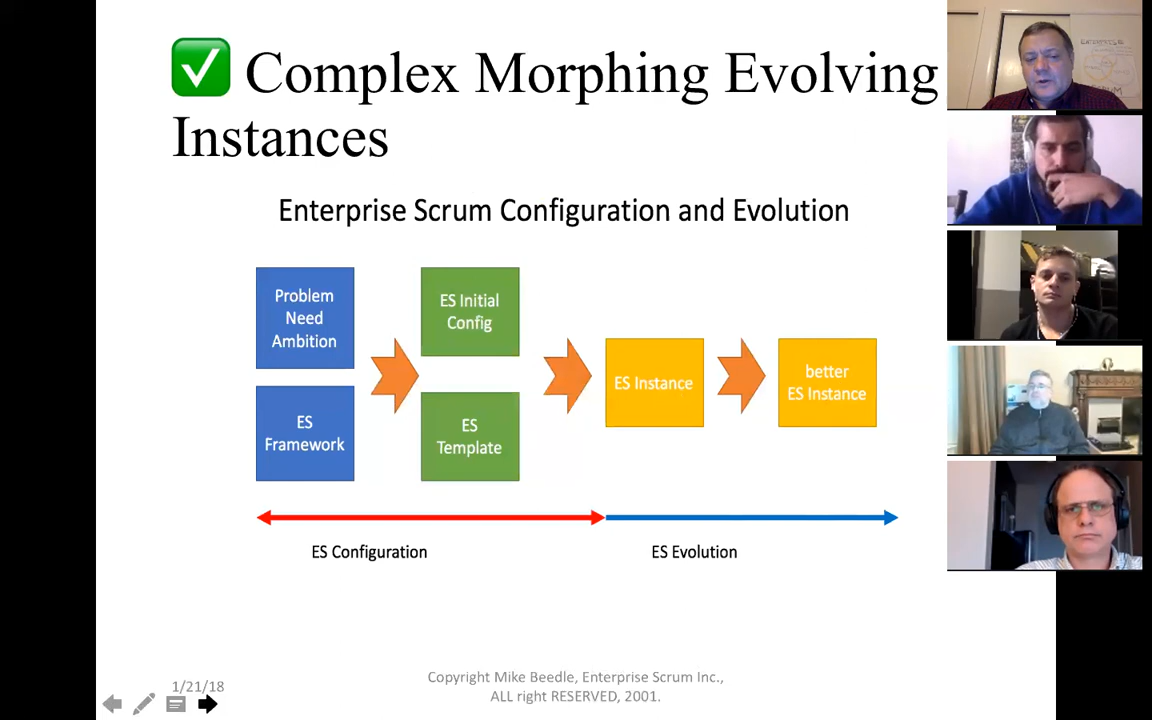 ✅ Complex Morphing Evolving
Instances
Enterprise Scrum Configuration and Evolution
Problem
Need
Ambition
ES
Framework
ES Initial
Config
ES
Template
ES Instance
better
ES Instance
ES Configuration
ES Evolution
1/21/18
Copyright Mike Beedle, Enterprise Scrum Inc.,
ALL right RESERVED, 2001.
ENTERPRISE